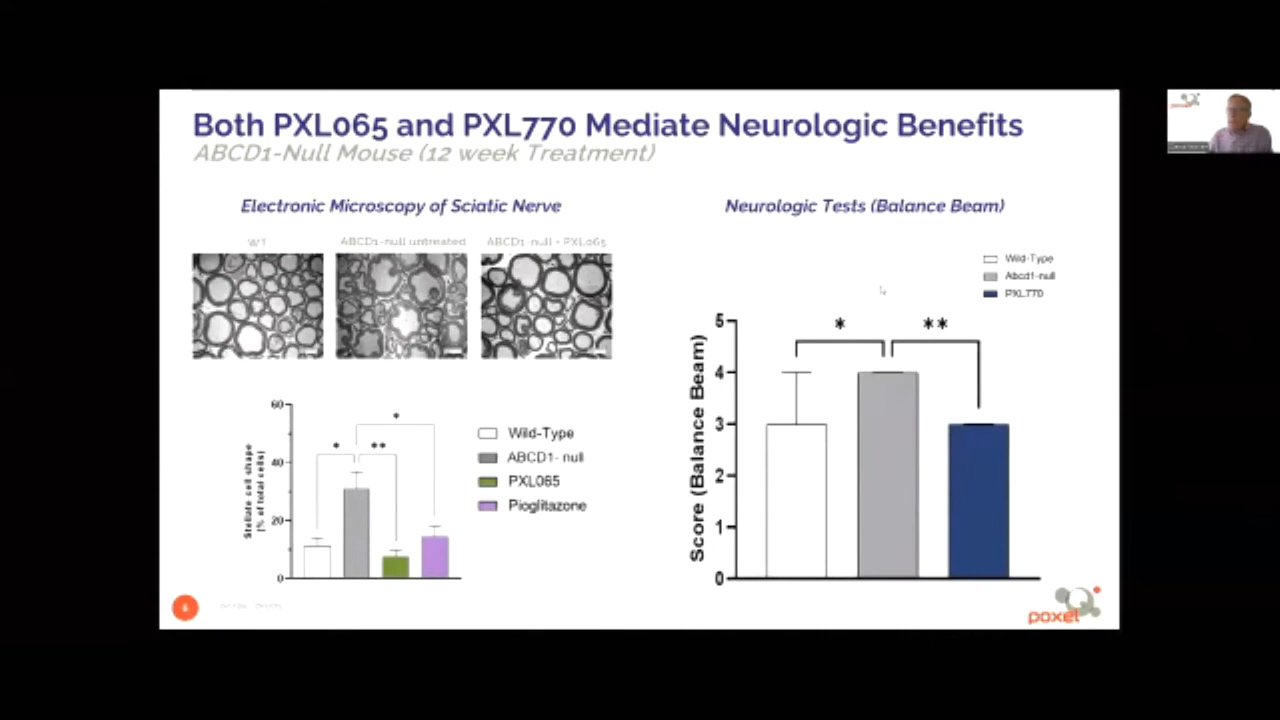 Both PXL065 and PXL770 Mediate Neurologic Benefits
ABCD1-Null Mouse (12 week Treatment)
Electronic Microscopy of Sciatic Nerve
WT
ABCD1-null untreated
ABCD1-null + PXL065
60
40
20
0
Stellate cell shape
(% of total cells)
*
*
**
Wild-Type
ABCD1- null
PXL065
Pioglitazone
Neurologic Tests (Balance Beam)
Wild-Type
Abcd1-null
PXL770
5
4
3
2
1
0
Score (Balance Beam)
*
**
6
poxel